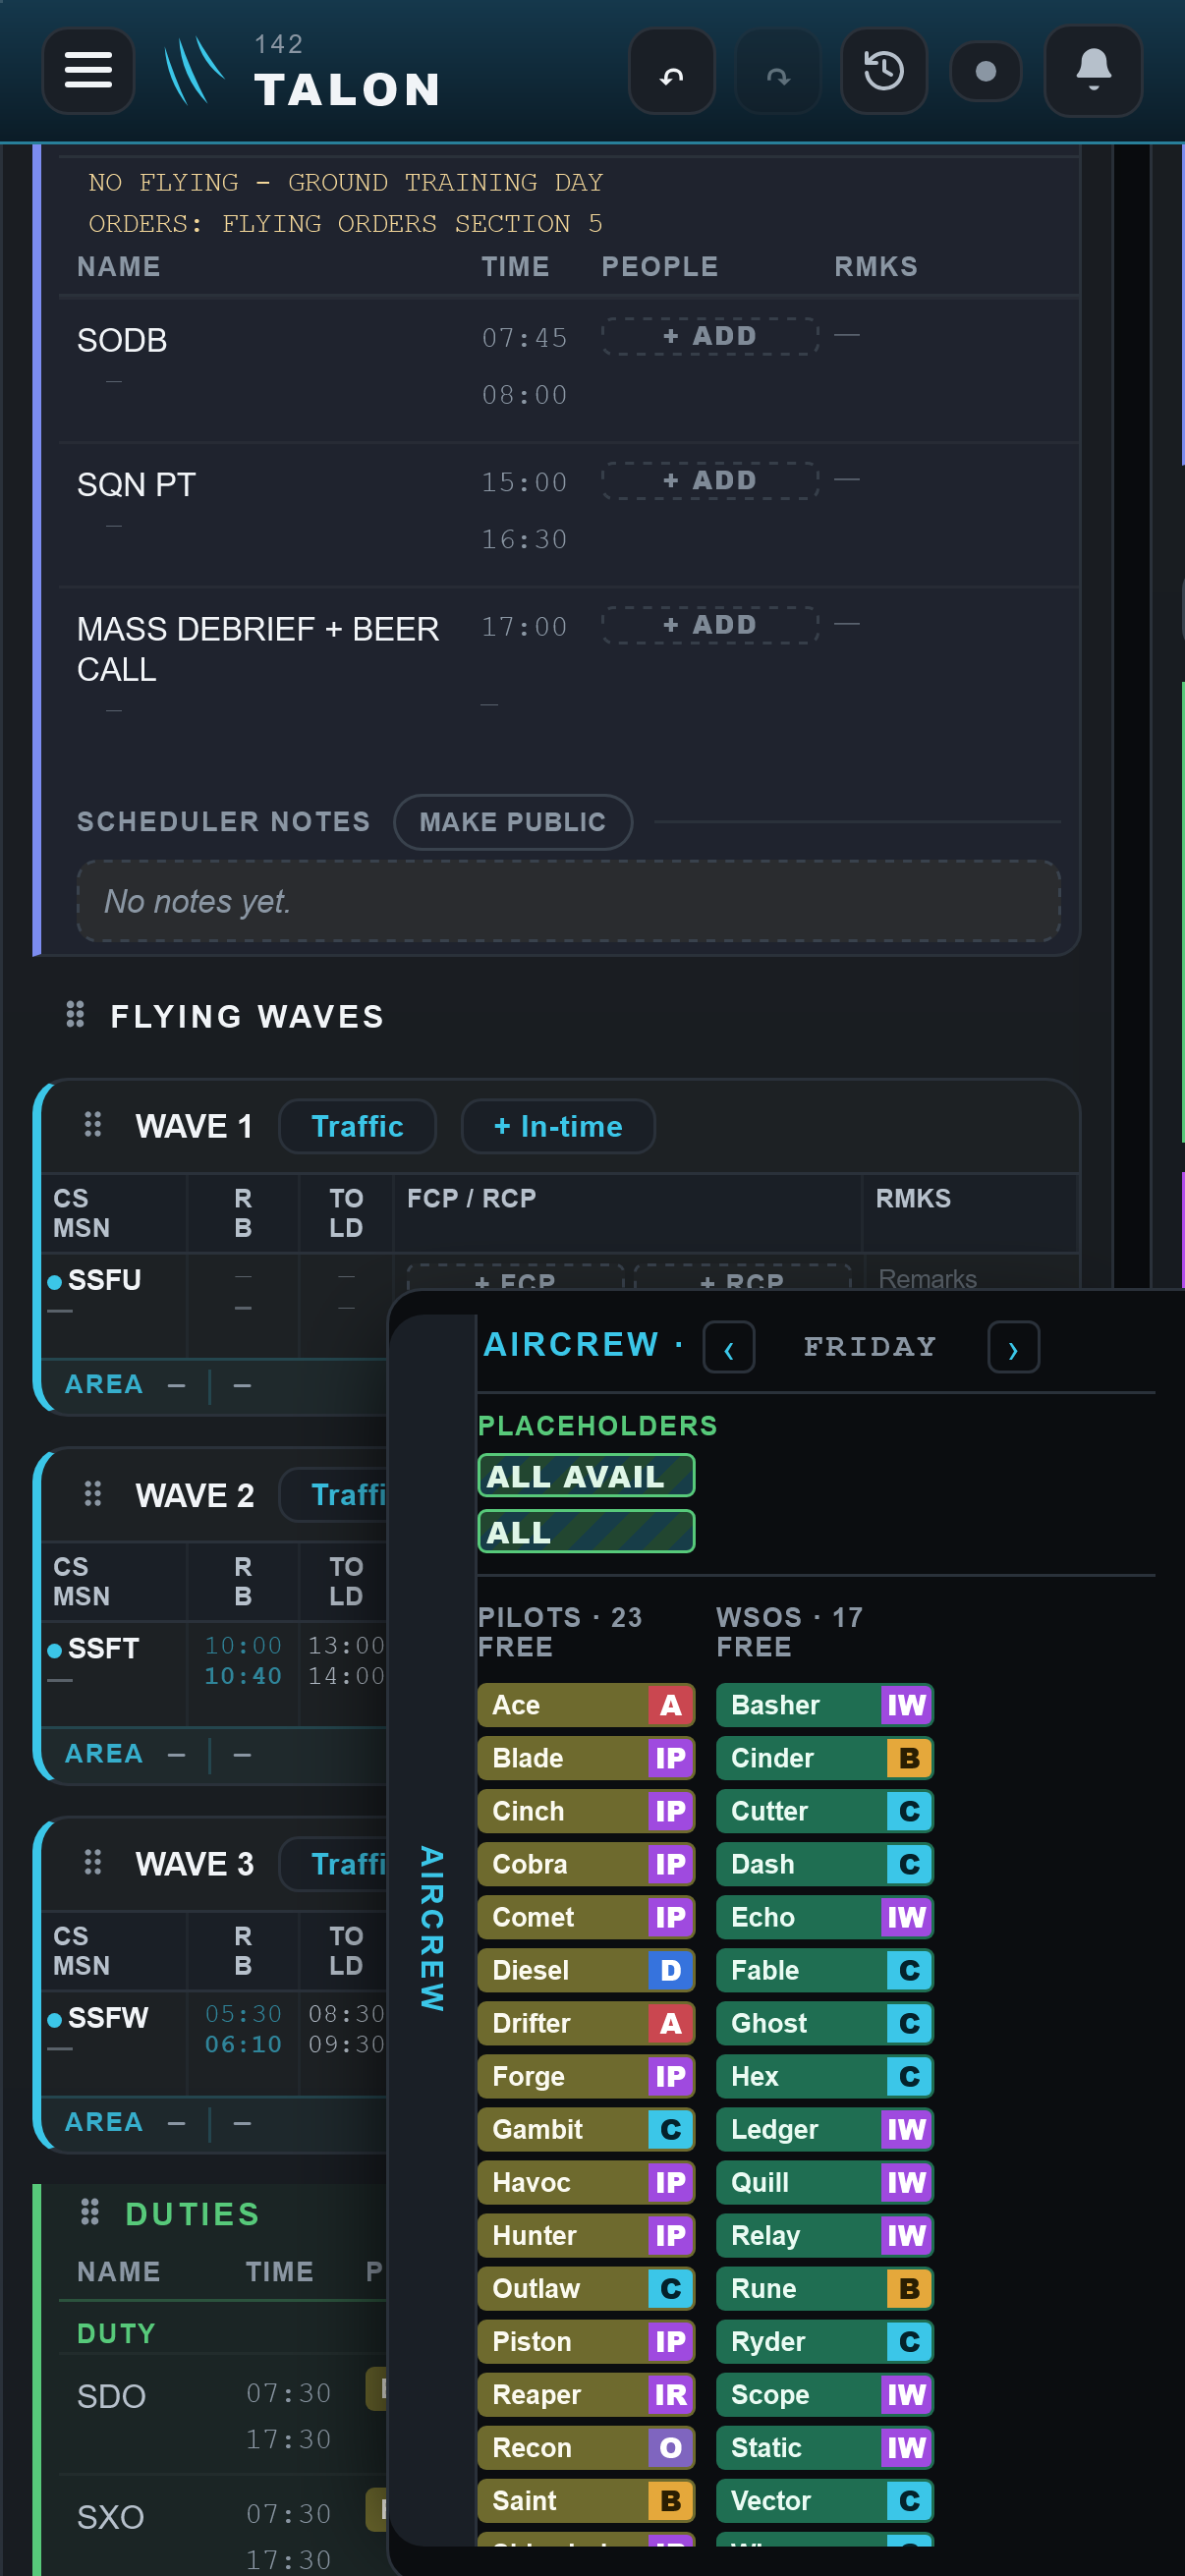 142
TALON
NO FLYING - GROUND TRAINING DAY
ORDERS: FLYING ORDERS SECTION 5
NAME TIME PEOPLE RMKS
SODB 07:45 + ADD —
— 08:00
SQN PT 15:00 + ADD —
— 16:30
MASS DEBRIEF + BEER CALL 17:00 + ADD —
— —
SCHEDULER NOTES MAKE PUBLIC
No notes yet.
FLYING WAVES
WAVE 1 Traffic + In-time
CS R TO FCP / RCP RMKS
MSN B LD
SSFU — — + FCP + RCP Remarks
— — —
AREA — —
WAVE 2 Traffi
CS R TO
MSN B LD
SSFT 10:00 13:00
— 10:40 14:00
AREA — —
WAVE 3 Traffi
CS R TO
MSN B LD
SSFW 05:30 08:30
— 06:10 09:30
AREA — —
DUTIES
NAME TIME P
DUTY
SDO 07:30
17:30
SXO 07:30
17:30
AIRCREW
AIRCREW · ‹ FRIDAY ›
PLACEHOLDERS
ALL AVAIL
ALL
PILOTS · 23 FREE WSOS · 17 FREE
Ace A Basher IW
Blade IP Cinder B
Cinch IP Cutter C
Cobra IP Dash C
Comet IP Echo IW
Diesel D Fable C
Drifter A Ghost C
Forge IP Hex C
Gambit C Ledger IW
Havoc IP Quill IW
Hunter IP Relay IW
Outlaw C Rune B
Piston IP Ryder C
Reaper IR Scope IW
Recon O Static IW
Saint B Vector C